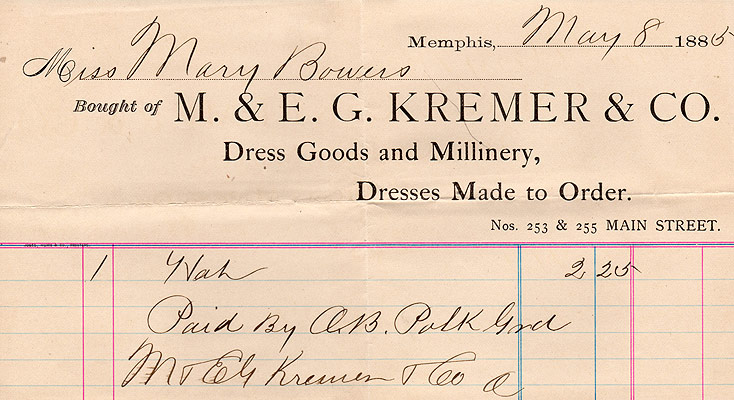 Memphis, May 8 1885
Miss Mary Bowers
Bought of M. & E. G. KREMER & CO.
Dress Goods and Millinery,
Dresses Made to Order.
Nos. 253 & 255 MAIN STREET.
1 Hat 2 25
Paid By O.B. Polk Grd
M & EG Kremer & Co